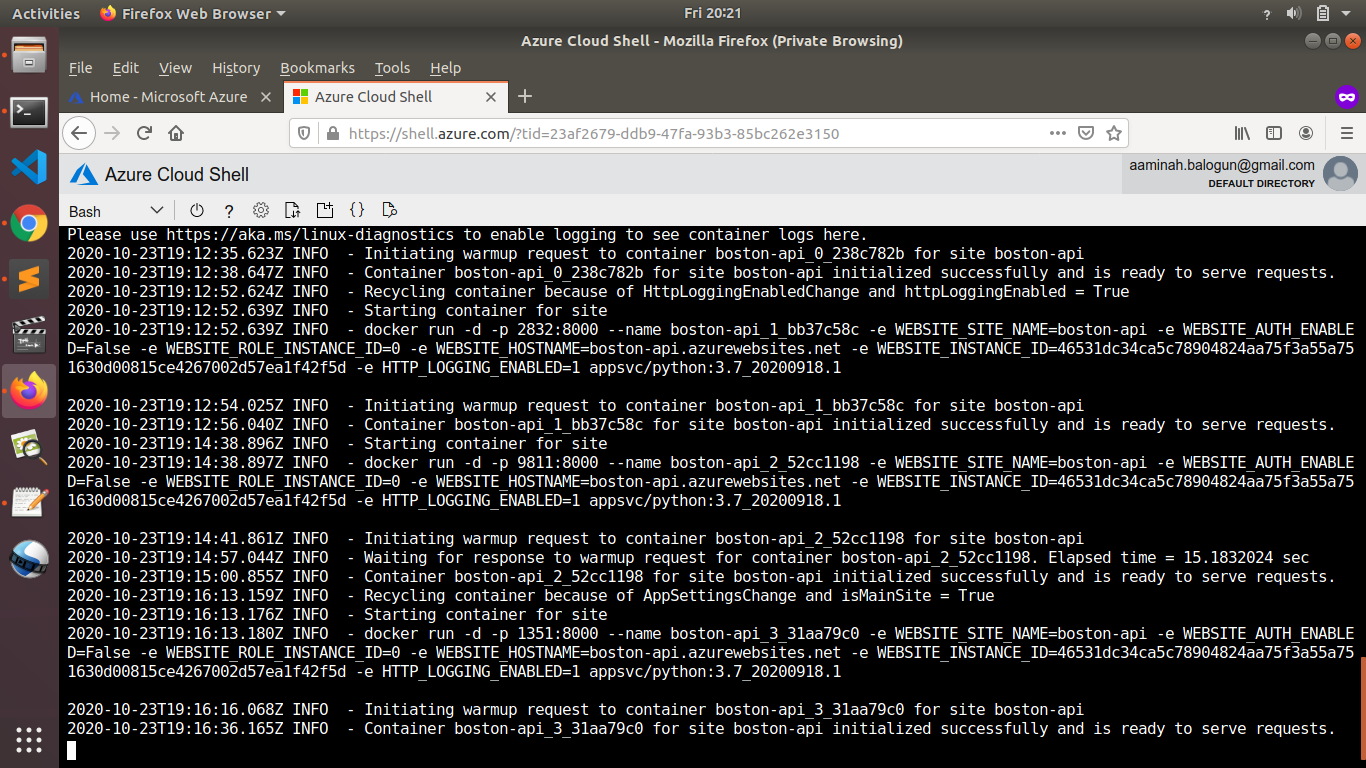 Activities Firefox Web Browser Fri 20:21 ?
Azure Cloud Shell - Mozilla Firefox (Private Browsing)
File Edit View History Bookmarks Tools Help
Home - Microsoft Azure Azure Cloud Shell
https://shell.azure.com/?tid=23af2679-ddb9-47fa-93b3-85bc262e3150
Azure Cloud Shell
aaminah.balogun@gmail.com
DEFAULT DIRECTORY
Bash ? {}
Please use https://aka.ms/linux-diagnostics to enable logging to see container logs here.
2020-10-23T19:12:35.623Z INFO  - Initiating warmup request to container boston-api_0_238c782b for site boston-api
2020-10-23T19:12:38.647Z INFO  - Container boston-api_0_238c782b for site boston-api initialized successfully and is ready to serve requests.
2020-10-23T19:12:52.624Z INFO  - Recycling container because of HttpLoggingEnabledChange and httpLoggingEnabled = True
2020-10-23T19:12:52.639Z INFO  - Starting container for site
2020-10-23T19:12:52.639Z INFO  - docker run -d -p 2832:8000 --name boston-api_1_bb37c58c -e WEBSITE_SITE_NAME=boston-api -e WEBSITE_AUTH_ENABLE
D=False -e WEBSITE_ROLE_INSTANCE_ID=0 -e WEBSITE_HOSTNAME=boston-api.azurewebsites.net -e WEBSITE_INSTANCE_ID=46531dc34ca5c78904824aa75f3a55a75
1630d00815ce4267002d57ea1f42f5d -e HTTP_LOGGING_ENABLED=1 appsvc/python:3.7_20200918.1
2020-10-23T19:12:54.025Z INFO  - Initiating warmup request to container boston-api_1_bb37c58c for site boston-api
2020-10-23T19:12:56.040Z INFO  - Container boston-api_1_bb37c58c for site boston-api initialized successfully and is ready to serve requests.
2020-10-23T19:14:38.896Z INFO  - Starting container for site
2020-10-23T19:14:38.897Z INFO  - docker run -d -p 9811:8000 --name boston-api_2_52cc1198 -e WEBSITE_SITE_NAME=boston-api -e WEBSITE_AUTH_ENABLE
D=False -e WEBSITE_ROLE_INSTANCE_ID=0 -e WEBSITE_HOSTNAME=boston-api.azurewebsites.net -e WEBSITE_INSTANCE_ID=46531dc34ca5c78904824aa75f3a55a75
1630d00815ce4267002d57ea1f42f5d -e HTTP_LOGGING_ENABLED=1 appsvc/python:3.7_20200918.1
2020-10-23T19:14:41.861Z INFO  - Initiating warmup request to container boston-api_2_52cc1198 for site boston-api
2020-10-23T19:14:57.044Z INFO  - Waiting for response to warmup request for container boston-api_2_52cc1198. Elapsed time = 15.1832024 sec
2020-10-23T19:15:00.855Z INFO  - Container boston-api_2_52cc1198 for site boston-api initialized successfully and is ready to serve requests.
2020-10-23T19:16:13.159Z INFO  - Recycling container because of AppSettingsChange and isMainSite = True
2020-10-23T19:16:13.176Z INFO  - Starting container for site
2020-10-23T19:16:13.180Z INFO  - docker run -d -p 1351:8000 --name boston-api_3_31aa79c0 -e WEBSITE_SITE_NAME=boston-api -e WEBSITE_AUTH_ENABLE
D=False -e WEBSITE_ROLE_INSTANCE_ID=0 -e WEBSITE_HOSTNAME=boston-api.azurewebsites.net -e WEBSITE_INSTANCE_ID=46531dc34ca5c78904824aa75f3a55a75
1630d00815ce4267002d57ea1f42f5d -e HTTP_LOGGING_ENABLED=1 appsvc/python:3.7_20200918.1
2020-10-23T19:16:16.068Z INFO  - Initiating warmup request to container boston-api_3_31aa79c0 for site boston-api
2020-10-23T19:16:36.165Z INFO  - Container boston-api_3_31aa79c0 for site boston-api initialized successfully and is ready to serve requests.